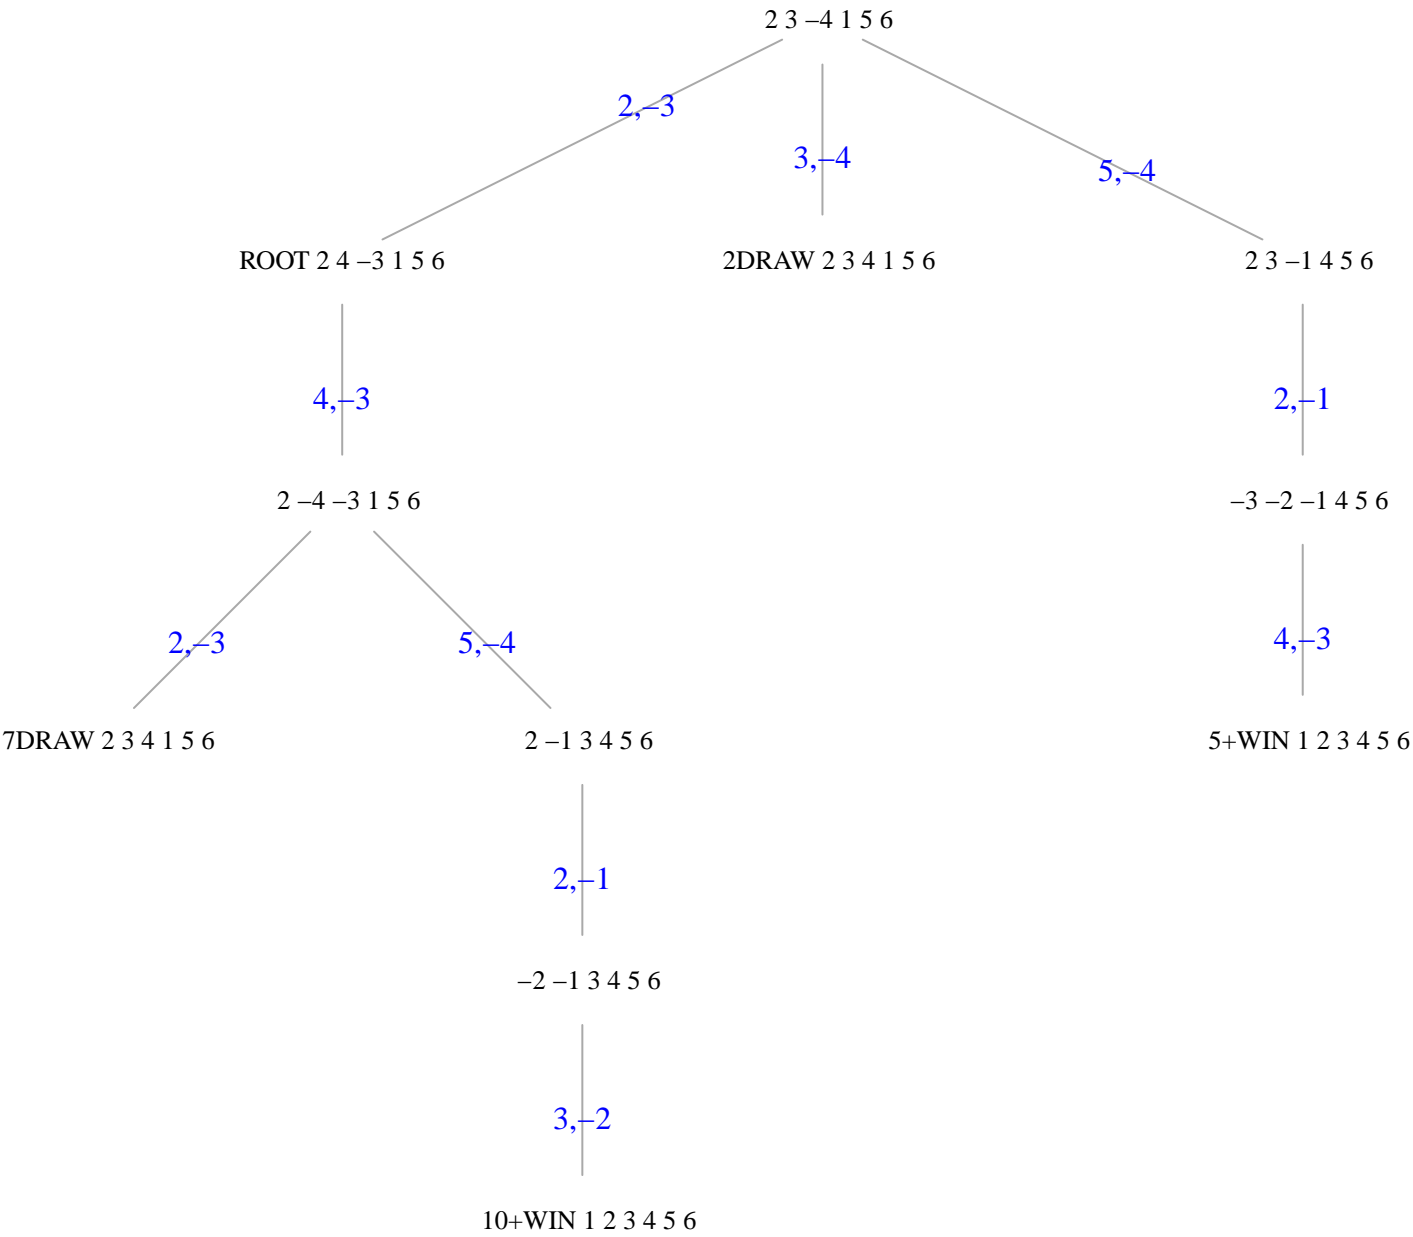 2 3 –4 1 5 6
2,–3
3,–4
5,–4
ROOT 2 4 –3 1 5 6
2DRAW 2 3 4 1 5 6
2 3 –1 4 5 6
4,–3
2,–1
2 –4 –3 1 5 6
–3 –2 –1 4 5 6
2,–3
5,–4
4,–3
7DRAW 2 3 4 1 5 6
2 –1 3 4 5 6
5+WIN 1 2 3 4 5 6
2,–1
–2 –1 3 4 5 6
3,–2
10+WIN 1 2 3 4 5 6